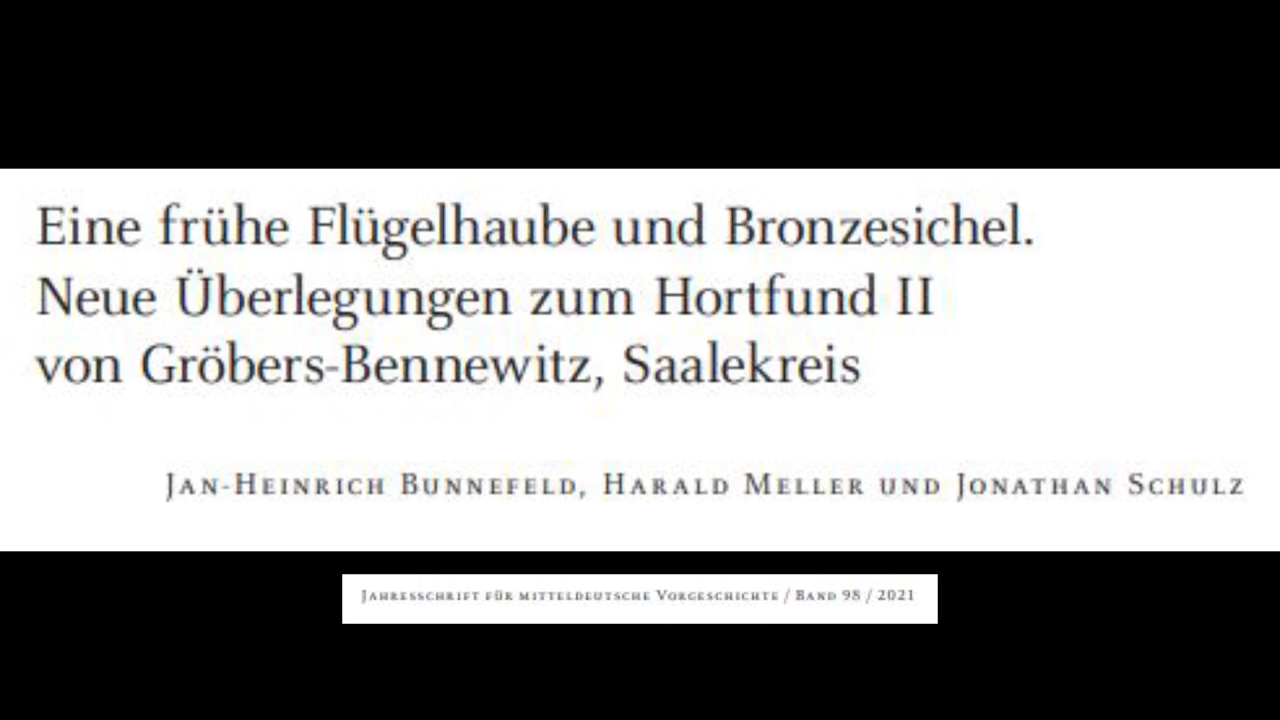 Eine frühe Flügelhaube und Bronzesichel.
Neue Überlegungen zum Hortfund II
von Gröbers-Bennewitz, Saalekreis
Jan-Heinrich Bunnefeld, Harald Meller und Jonathan Schulz
Jahresschrift für mitteldeutsche Vorgeschichte / Band 98 / 2021